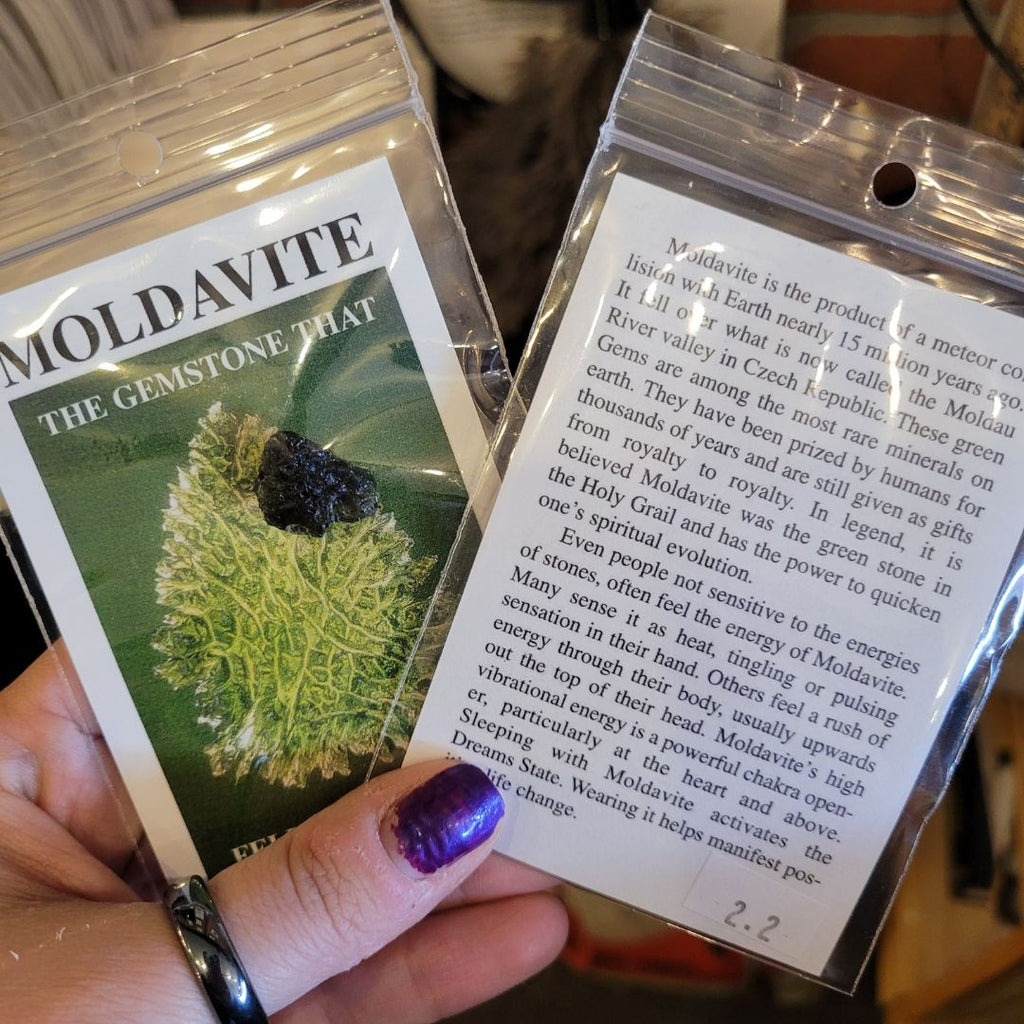 MOLDAVITE
THE GEMSTONE THAT
Moldavite is the product of a meteor co
lision with Earth nearly 15 million years ago.
It fell over what is now called the Moldau
River valley in Czech Republic. These green
Gems are among the most rare minerals on
earth. They have been prized by humans for
thousands of years and are still given as gifts
from royalty to royalty. In legend, it is
believed Moldavite was the green stone in
the Holy Grail and has the power to quicken
one's spiritual evolution.
Even people not sensitive to the energies
of stones, often feel the energy of Moldavite.
Many sense it as heat, tingling or pulsing
sensation in their hand. Others feel a rush of
energy through their body, usually upwards
out the top of their head. Moldavite's high
vibrational energy is a powerful chakra open-
er, particularly at the heart and above.
Sleeping with Moldavite activates the
Dreams State. Wearing it helps manifest pos-
life change.
2.2